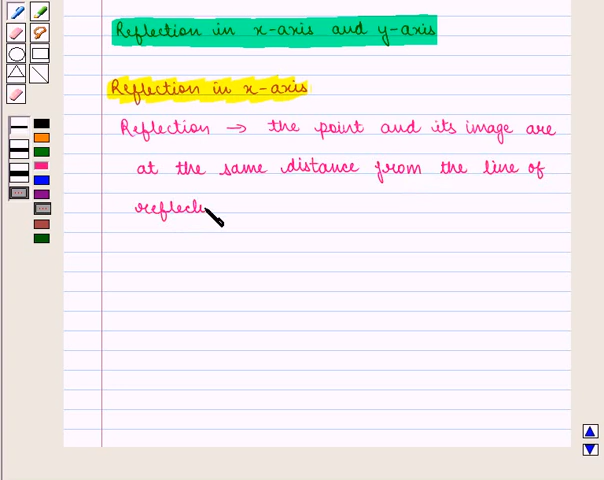 Reflection in x-axis and y-axis
Reflection in x-axis
Reflection → the point and its image are
at the same distance from the line of
reflecti